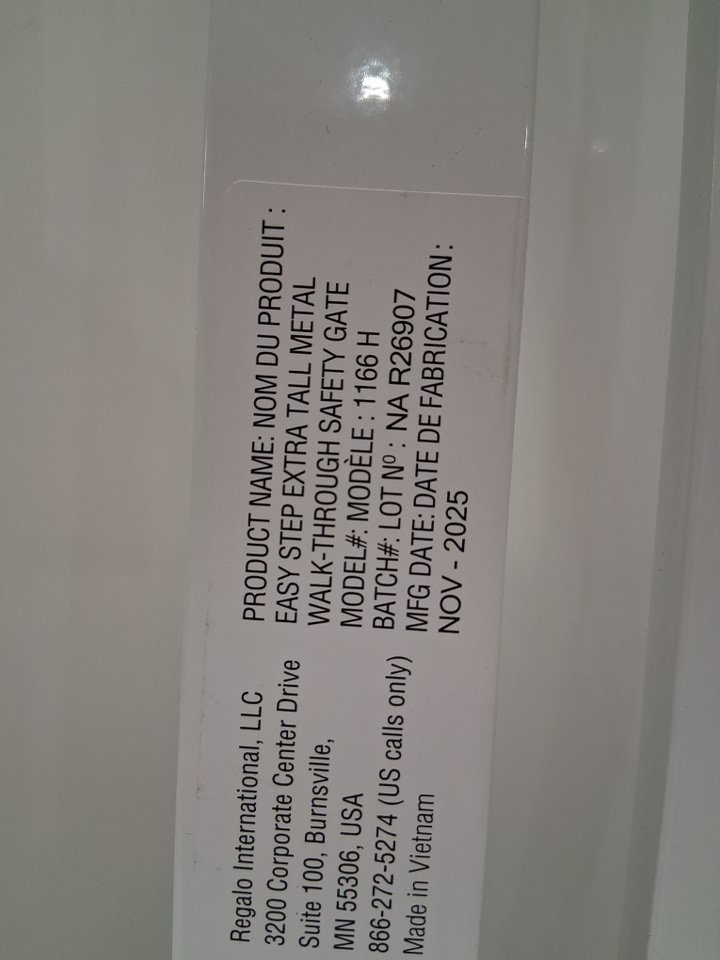 Regalo International, LLC
3200 Corporate Center Drive
Suite 100, Burnsville,
MN 55306, USA
866-272-5274 (US calls only)
Made in Vietnam
PRODUCT NAME: NOM DU PRODUIT :
EASY STEP EXTRA TALL METAL
WALK-THROUGH SAFETY GATE
MODEL#: MODÈLE : 1166 H
BATCH#: LOT Nº : NA R26907
MFG DATE: DATE DE FABRICATION :
NOV - 2025